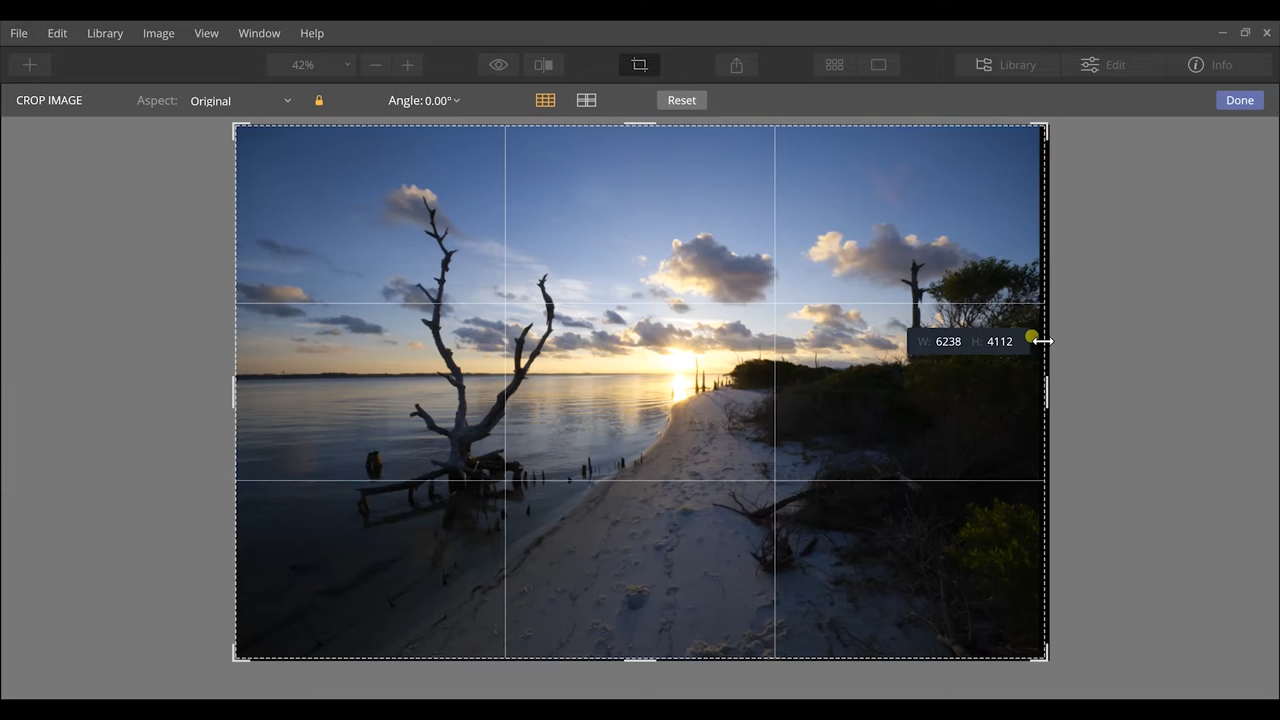 File Edit Library Image View Window Help
42% Library Edit Info
CROP IMAGE Aspect: Original Angle: 0.00° Reset Done
W: 6238 H: 4112